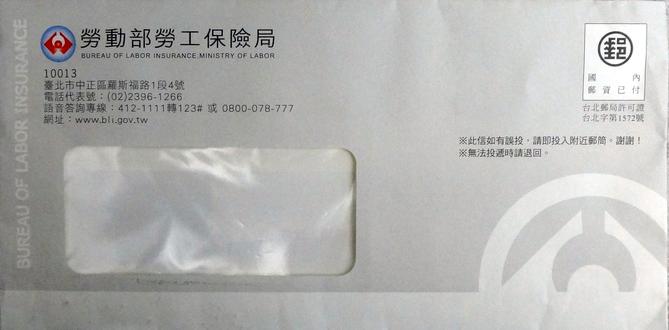 勞動部勞工保險局
BUREAU OF LABOR INSURANCE,MINISTRY OF LABOR
10013
臺北市中正區羅斯福路1段4號
電話代表號：(02)2396-1266
語音答詢專線：412-1111轉123# 或 0800-078-777
網址：www.bli.gov.tw
BUREAU OF LABOR INSURANCE
郵
國內
郵資已付
台北郵局許可證
台北字第1572號
※此信如有誤投，請即投入附近郵筒。謝謝！
※無法投遞時請退回。